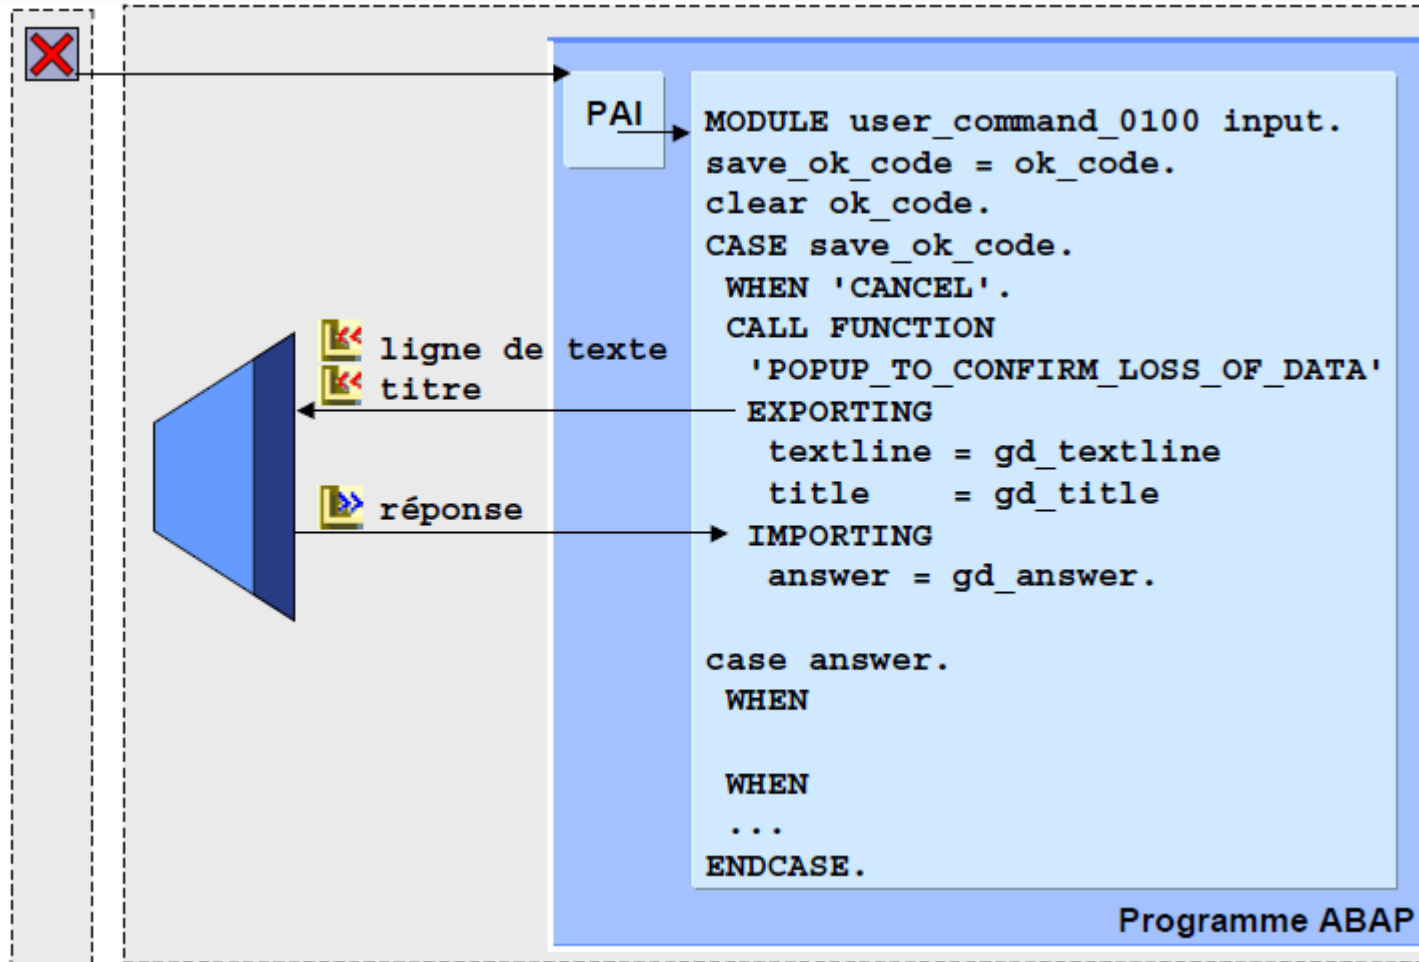 PAI
MODULE user_command_0100 input.
save_ok_code = ok_code.
clear ok_code.
CASE save_ok_code.
WHEN 'CANCEL'.
CALL FUNCTION
'POPUP_TO_CONFIRM_LOSS_OF_DATA'
EXPORTING
textline = gd_textline
title = gd_title
IMPORTING
answer = gd_answer.
case answer.
WHEN
WHEN
...
ENDCASE.
ligne de texte
titre
réponse
Programme ABAP